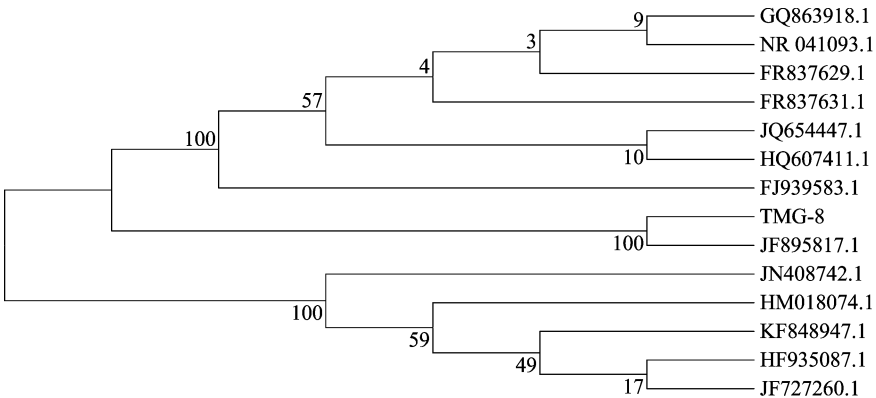 GQ863918.1
9
NR 041093.1
3
FR837629.1
4
FR837631.1
57
JQ654447.1
100
10
HQ607411.1
FJ939583.1
TMG-8
100
JF895817.1
JN408742.1
100
HM018074.1
59
KF848947.1
49
HF935087.1
17
JF727260.1